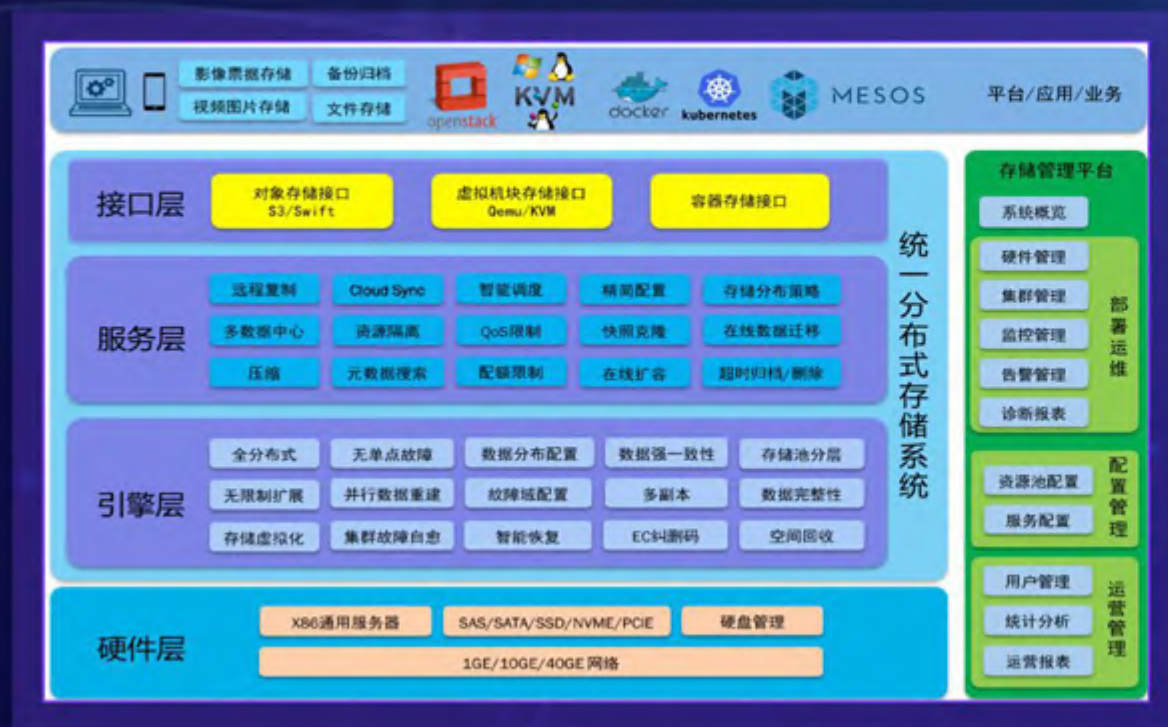 影像票据存储 备份归档
视频图片存储 文件存储
openstack
KVM
docker
kubernetes
MESOS
平台/应用/业务
接口层
对象存储接口
S3/Swift
虚拟机块存储接口
Qemu/KVM
容器存储接口
服务层
远程复制 Cloud Sync 智能调度 精简配置 存储分布策略
多数据中心 资源隔离 QoS限制 快照克隆 在线数据迁移
压缩 元数据搜索 配额限制 在线扩容 超时归档/删除
引擎层
全分布式 无单点故障 数据分布配置 数据强一致性 存储池分层
无限制扩展 并行数据重建 故障域配置 多副本 数据完整性
存储虚拟化 集群故障自愈 智能恢复 EC纠删码 空间回收
统一分布式存储系统
硬件层
X86通用服务器 SAS/SATA/SSD/NVME/PCIE 硬盘管理
1GE/10GE/40GE 网络
存储管理平台
系统概览
硬件管理
集群管理
监控管理
告警管理
诊断报表
部署运维
资源池配置
服务配置
配置管理
用户管理
统计分析
运营报表
运营管理